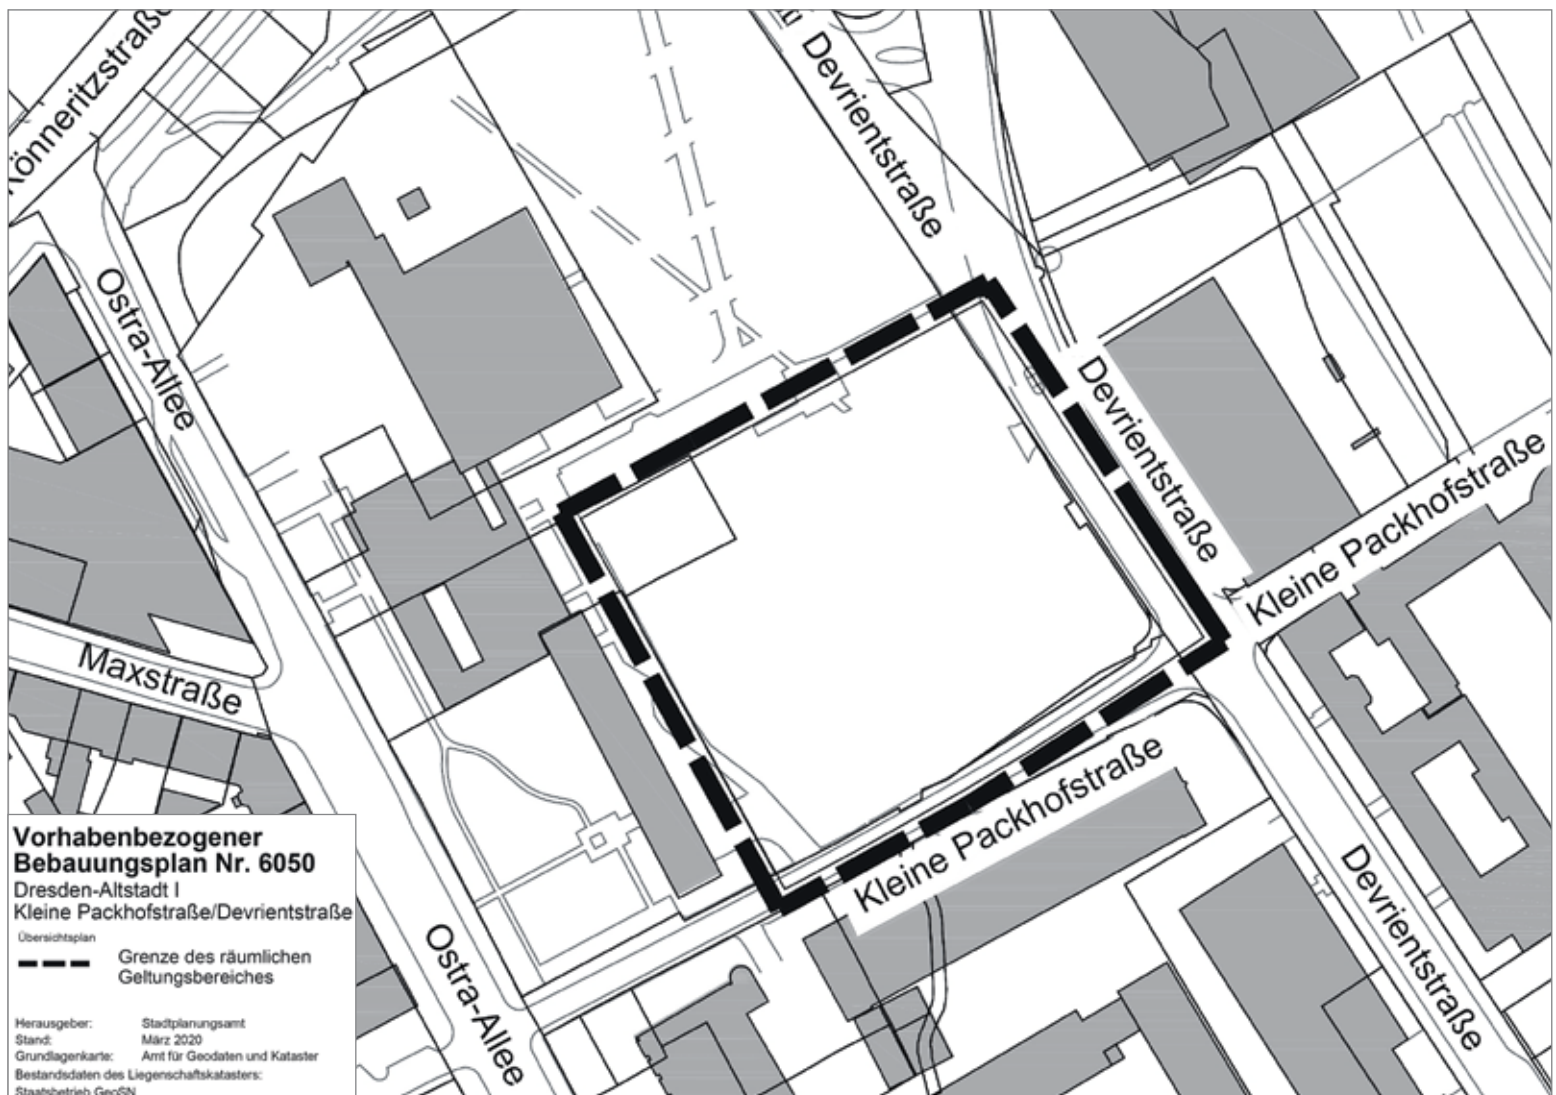 Könneritzstraße
Devrientstraße
Ostra-Allee
Devrientstraße
Kleine Packhofstraße
Maxstraße
Kleine Packhofstraße
Devrientstraße
Ostra-Allee
Vorhabenbezogener
Bebauungsplan Nr. 6050
Dresden-Altstadt I
Kleine Packhofstraße/Devrientstraße
Übersichtsplan
Grenze des räumlichen
Geltungsbereiches
Herausgeber: Stadtplanungsamt
Stand: März 2020
Grundlagenkarte: Amt für Geodaten und Kataster
Bestandsdaten des Liegenschaftskatasters:
Staatsbetrieb GeoSN